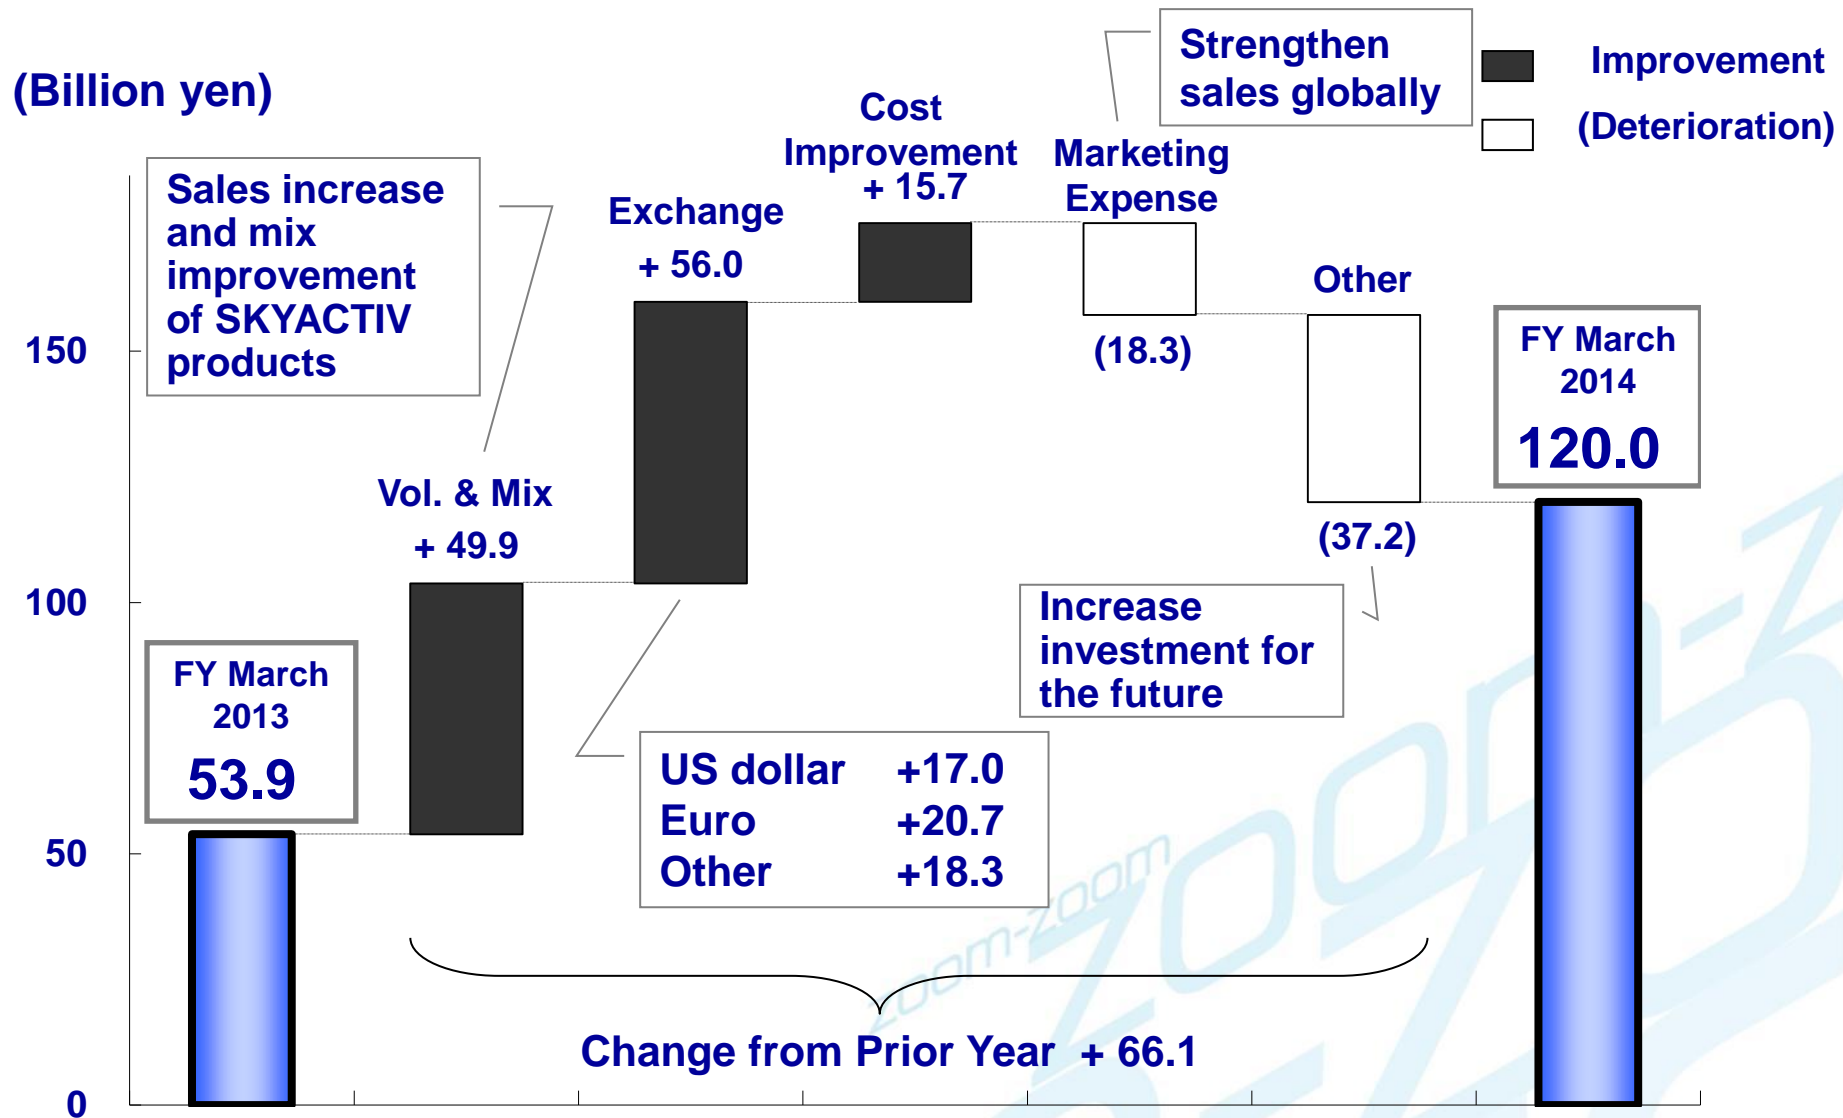 (Billion yen)
Strengthen
sales globally
Improvement
(Deterioration)
Cost
Improvement
+ 15.7
Marketing
Expense
Sales increase
and mix
improvement
of SKYACTIV
products
Exchange
+ 56.0
Other
(18.3)
FY March
2014
120.0
150
Vol. & Mix
+ 49.9
(37.2)
100
Increase
investment for
the future
FY March
2013
53.9
US dollar +17.0
Euro +20.7
Other +18.3
50
Change from Prior Year + 66.1
0
zoom-zoom
zoom-z